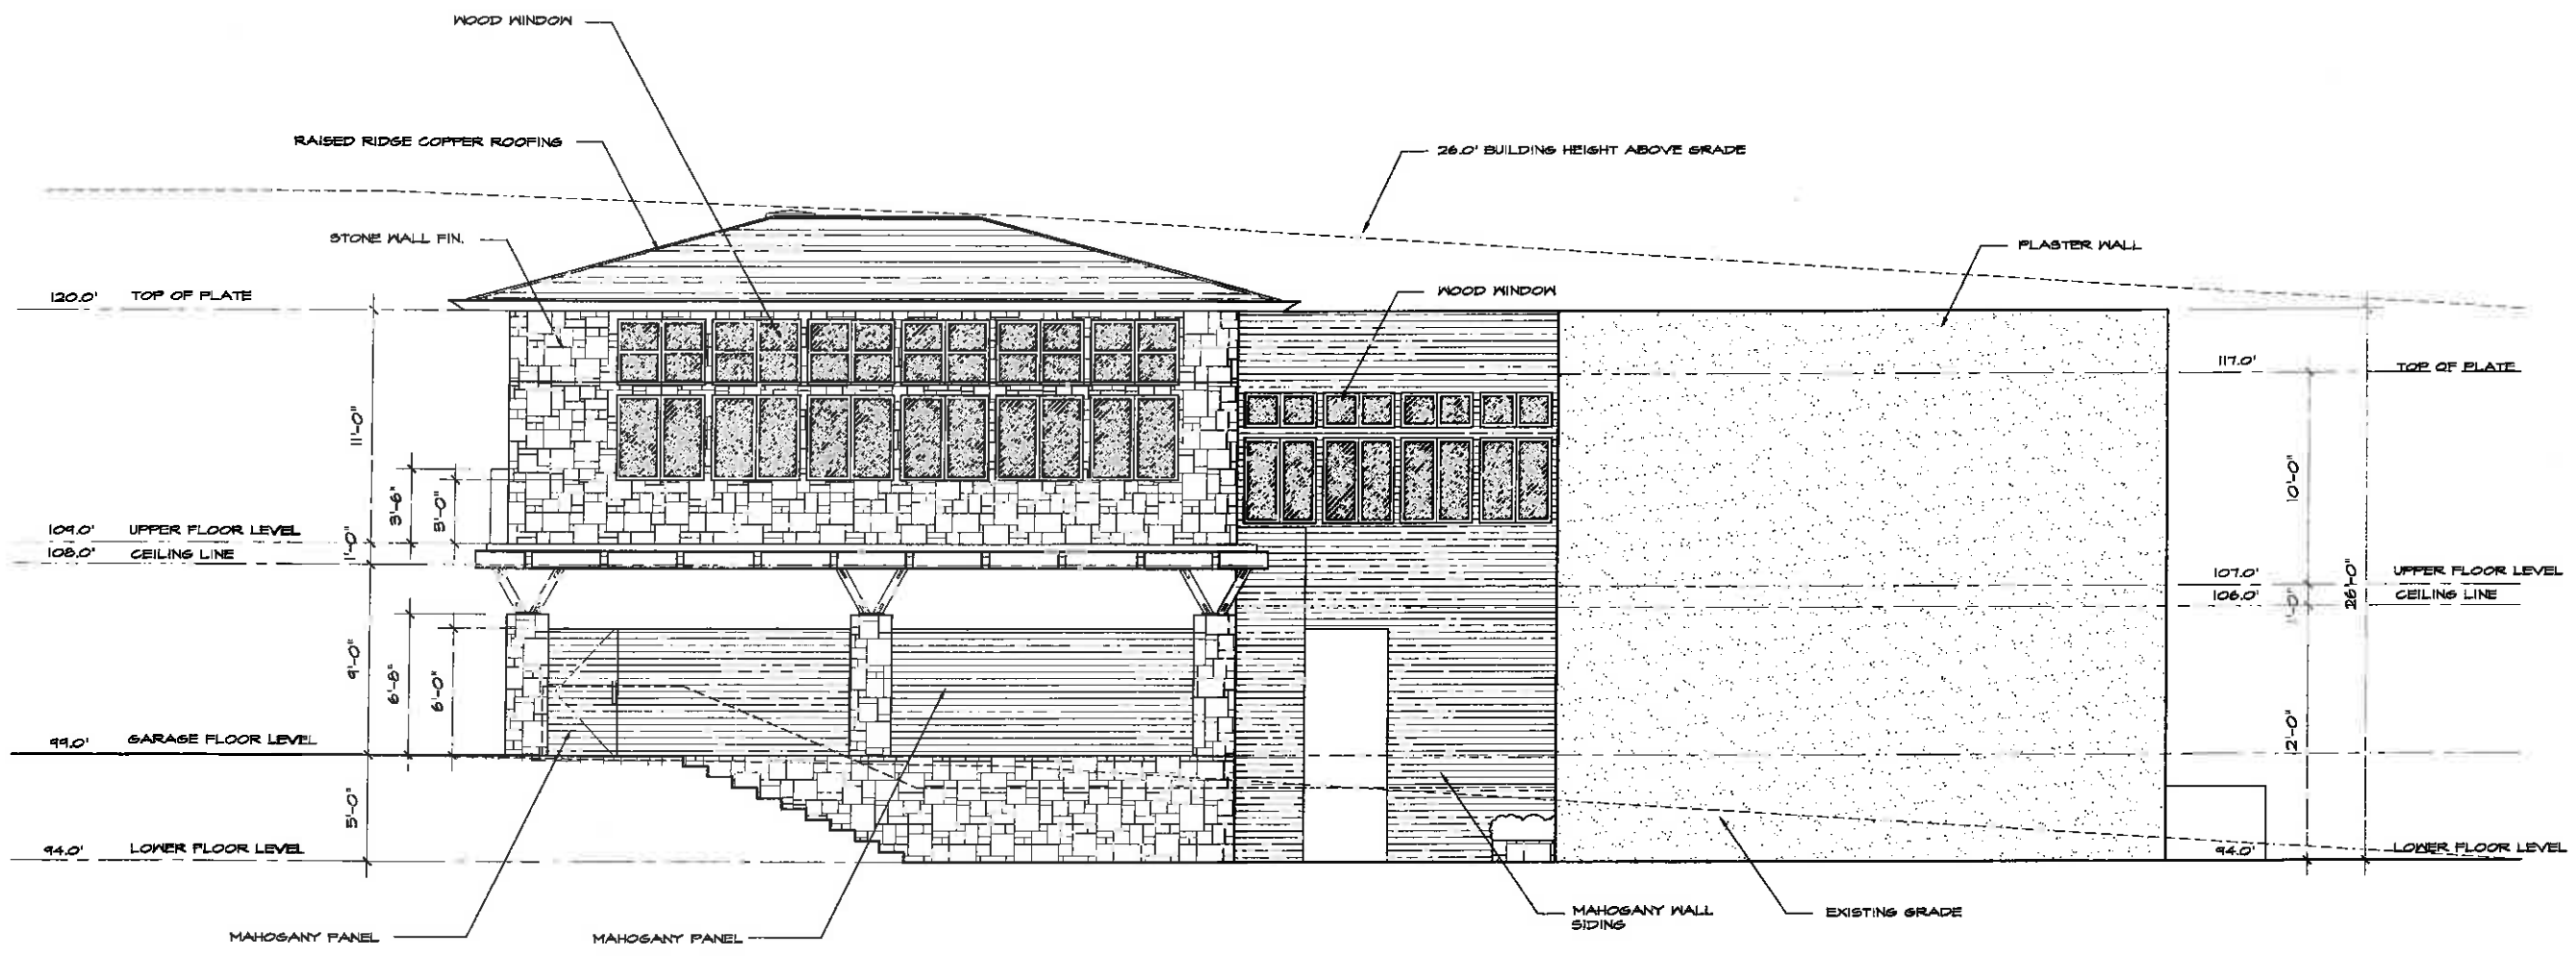 WOOD WINDOW
RAISED RIDGE COPPER ROOFING
26.0' BUILDING HEIGHT ABOVE GRADE
STONE WALL FIN.
PLASTER WALL
120.0' TOP OF PLATE
WOOD WINDOW
117.0' TOP OF PLATE
11'-0"
10'-0"
3'-6"
3'-0"
109.0' UPPER FLOOR LEVEL
108.0' CEILING LINE
1'-0"
107.0' UPPER FLOOR LEVEL
106.0' CEILING LINE
1'-0"
26'-0"
9'-0"
6'-8"
6'-0"
12'-0"
99.0' GARAGE FLOOR LEVEL
5'-0"
94.0' LOWER FLOOR LEVEL
94.0' LOWER FLOOR LEVEL
MAHOGANY PANEL
MAHOGANY PANEL
MAHOGANY WALL
SIDING
EXISTING GRADE